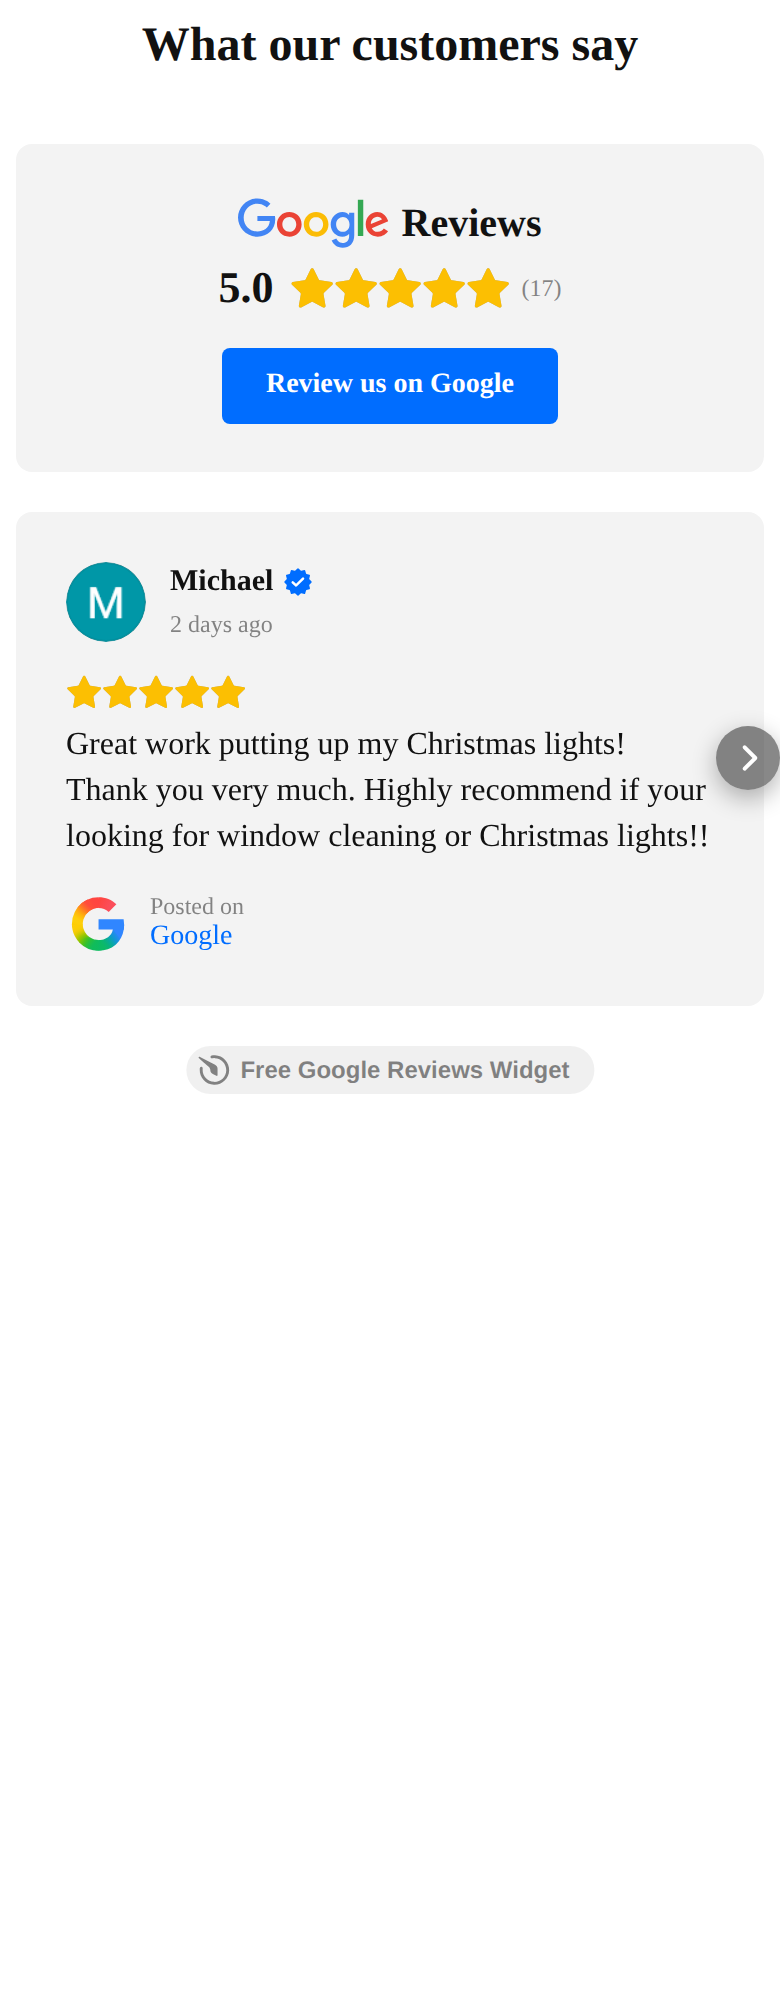 What our customers say
Google Reviews
5.0 (17)
Review us on Google
M
Michael
2 days ago
Great work putting up my Christmas lights!
Thank you very much. Highly recommend if your
looking for window cleaning or Christmas lights!!
G
Posted on
Google
Free Google Reviews Widget